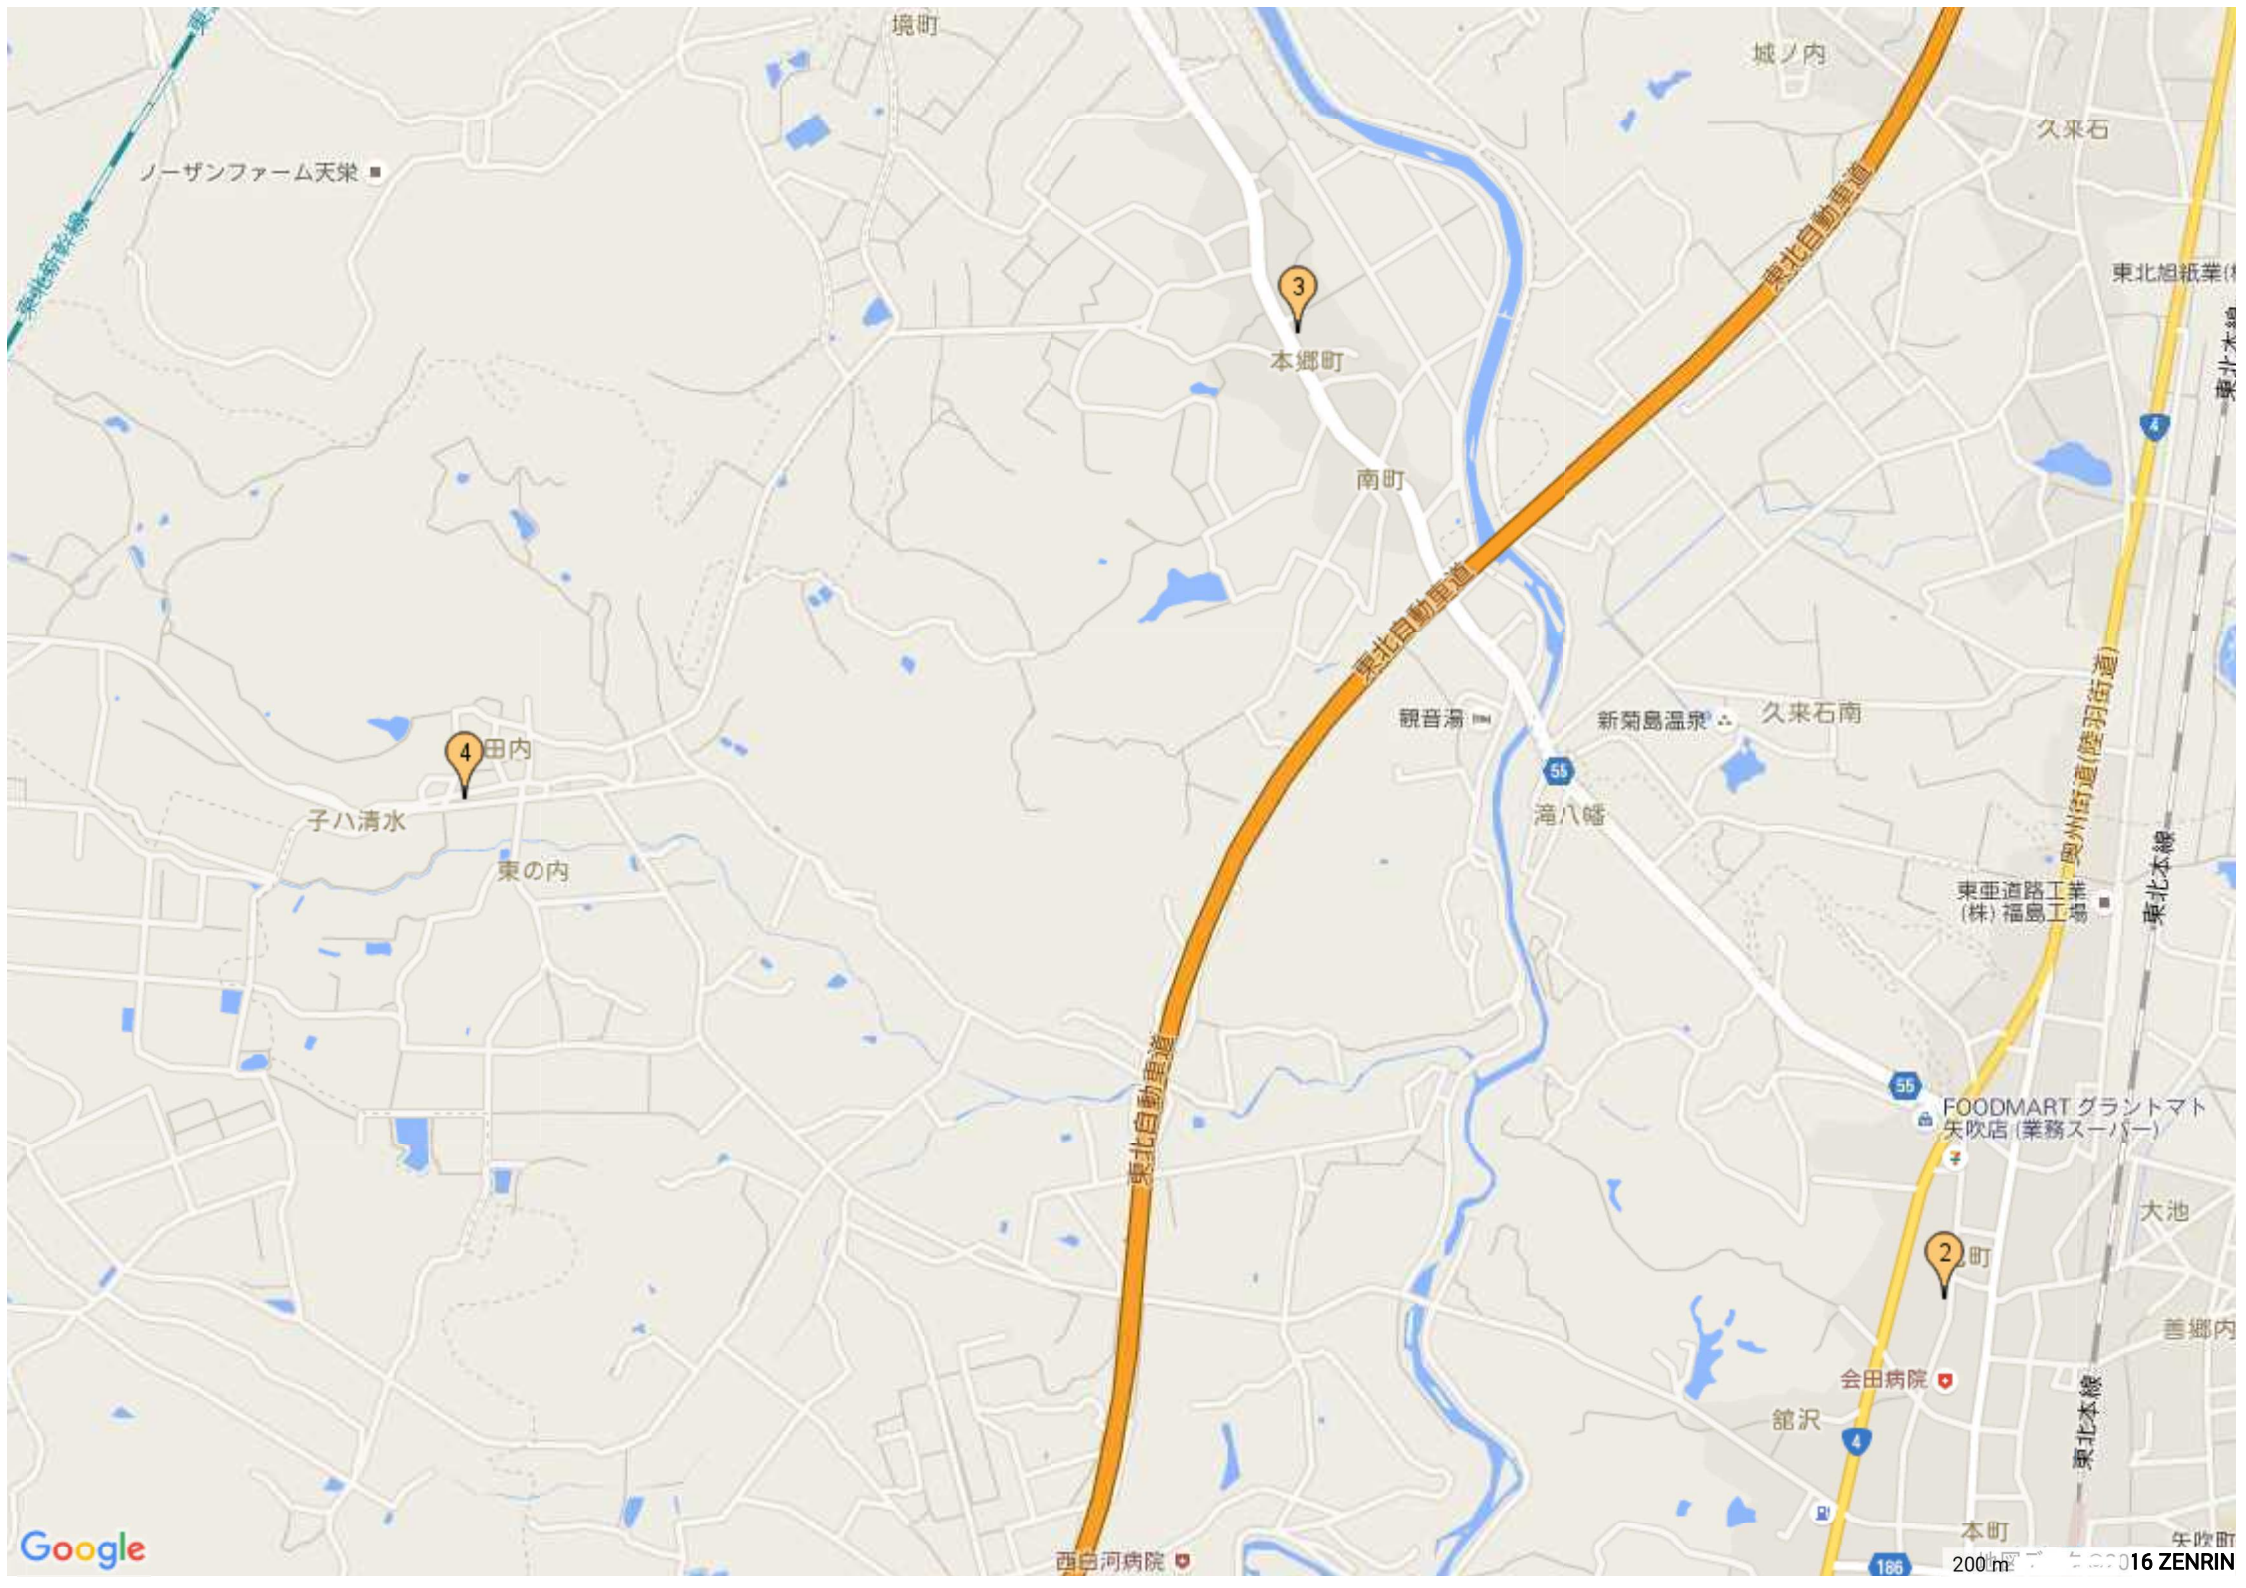 境町
城ノ内
久来石
ノーザンファーム天栄
東北自動車道
東北新幹線
東北旭紙業(
3
本郷町
4
南町
東北自動車道
奥州街道(陸羽街道)
観音湯
新菊島温泉
久来石南
4
田内
55
子ハ清水
滝八幡
東の内
東亜道路工業
(株) 福島工場
東北本線
東北自動車道
55
FOODMART グラントマト
矢吹店 (業務スーパー)
大池
2
町
善郷内
会田病院
舘沢
4
東北本線
本町
矢吹町
Google
西白河病院
186
200 m
2016 ZENRIN